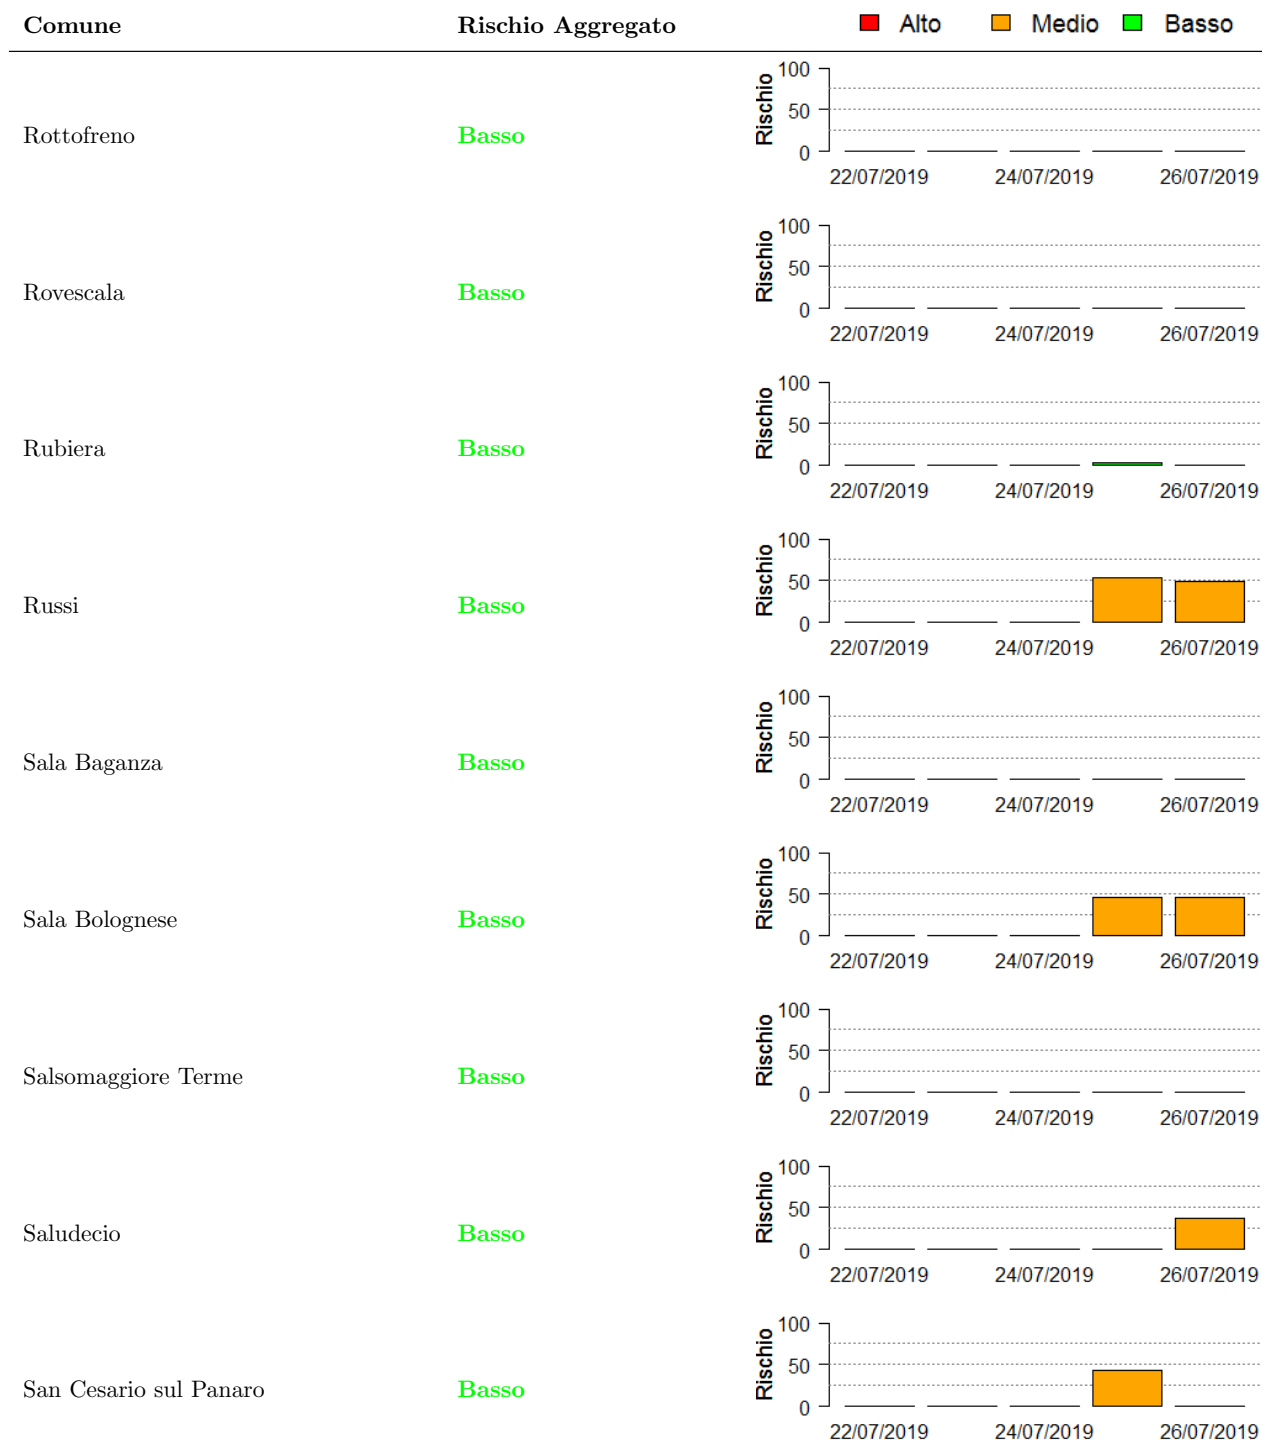 Comune Rischio Aggregato Alto Medio Basso
Rottofreno Basso
Rischio
100
50
0
22/07/2019 24/07/2019 26/07/2019
Rovescala Basso
Rischio
100
50
0
22/07/2019 24/07/2019 26/07/2019
Rubiera Basso
Rischio
100
50
0
22/07/2019 24/07/2019 26/07/2019
Russi Basso
Rischio
100
50
0
22/07/2019 24/07/2019 26/07/2019
Sala Baganza Basso
Rischio
100
50
0
22/07/2019 24/07/2019 26/07/2019
Sala Bolognese Basso
Rischio
100
50
0
22/07/2019 24/07/2019 26/07/2019
Salsomaggiore Terme Basso
Rischio
100
50
0
22/07/2019 24/07/2019 26/07/2019
Saludecio Basso
Rischio
100
50
0
22/07/2019 24/07/2019 26/07/2019
San Cesario sul Panaro Basso
Rischio
100
50
0
22/07/2019 24/07/2019 26/07/2019